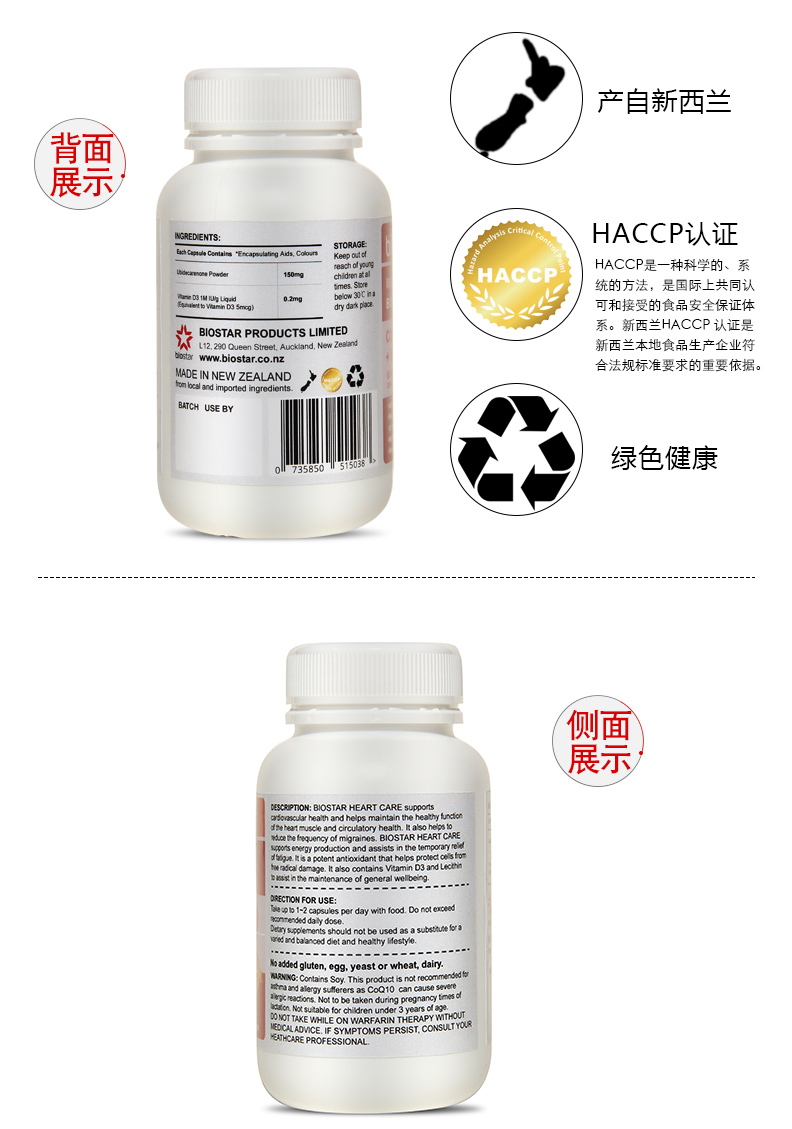 背面
展示
INGREDIENTS:
Each Capsule Contains *Encapsulating Aids, Colours
Ubidecarenone Powder 150mg
Vitamin D3 1M IU/g Liquid 0.2mg
(Equivalent to Vitamin D3 5mcg)
STORAGE:
Keep out of
reach of young
children at all
times. Store
below 30℃ in a
dry dark place.
biostar
BIOSTAR PRODUCTS LIMITED
L12, 290 Queen Street, Auckland, New Zealand
www.biostar.co.nz
MADE IN NEW ZEALAND
from local and imported ingredients.
BATCH USE BY
0 735850 515038 >
产自新西兰
Hazard Analysis Critical Control Point
HACCP
HACCP认证
HACCP是一种科学的、系
统的方法，是国际上共同认
可和接受的食品安全保证体
系。新西兰HACCP 认证是
新西兰本地食品生产企业符
合法规标准要求的重要依据。
绿色健康
侧面
展示
DESCRIPTION: BIOSTAR HEART CARE supports
cardiovascular health and helps maintain the healthy function
of the heart muscle and circulatory health. It also helps to
reduce the frequency of migraines. BIOSTAR HEART CARE
supports energy production and assists in the temporary relief
of fatigue. It is a potent antioxidant that helps protect cells from
free radical damage. It also contains Vitamin D3 and Lecithin
to assist in the maintenance of general wellbeing.
DIRECTION FOR USE:
Take up to 1~2 capsules per day with food. Do not exceed
recommended daily dose.
Dietary supplements should not be used as a substitute for a
varied and balanced diet and healthy lifestyle.
No added gluten, egg, yeast or wheat, dairy.
WARNING: Contains Soy. This product is not recommended for
asthma and allergy sufferers as CoQ10 can cause severe
allergic reactions. Not to be taken during pregnancy times of
lactation. Not suitable for children under 3 years of age.
DO NOT TAKE WHILE ON WARFARIN THERAPY WITHOUT
MEDICAL ADVICE. IF SYMPTOMS PERSIST, CONSULT YOUR
HEATHCARE PROFESSIONAL.